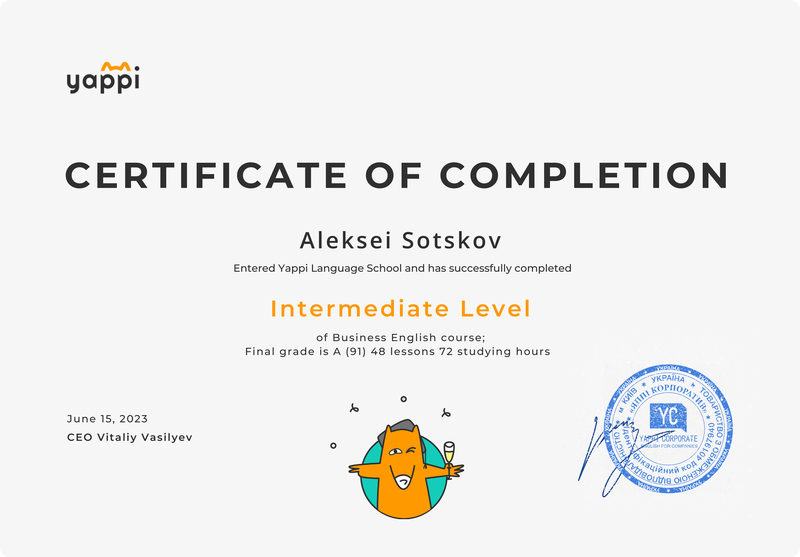 yappi
CERTIFICATE OF COMPLETION
Aleksei Sotskov
Entered Yappi Language School and has successfully completed
Intermediate Level
of Business English course;
Final grade is A (91) 48 lessons 72 studying hours
June 15, 2023
CEO Vitaliy Vasilyev
УКРАЇНА
м КИЇВ * УКРАЇНА * ТОВАРИСТВО З ОБМЕЖЕНОЮ ВІДПОВІДАЛЬНІСТЮ
«ЯППІ КОРПОРАТИВ»
YC
YAPPI CORPORATE
ENGLISH FOR COMPANIES
Ідентифікаційний код 40197940